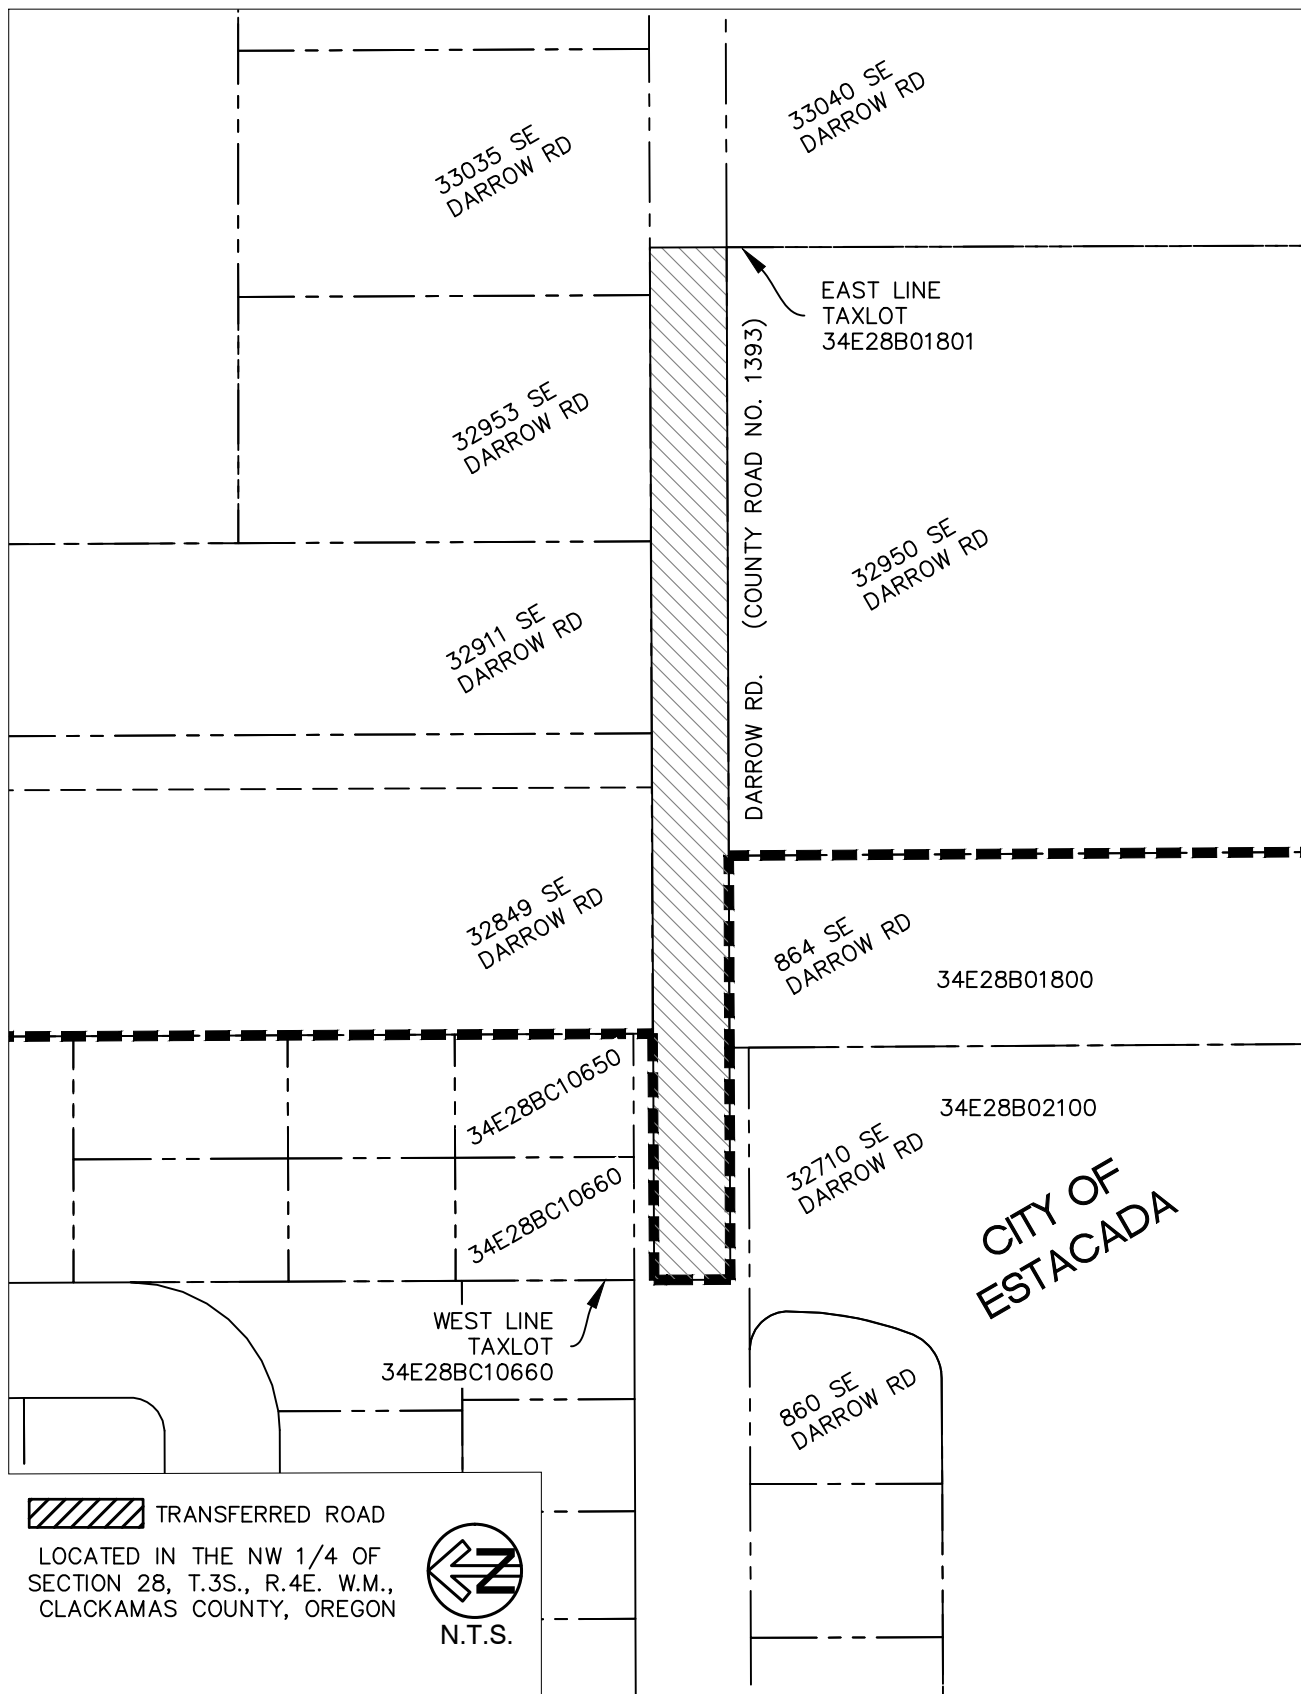 33040 SE
DARROW RD
33035 SE
DARROW RD
EAST LINE
TAXLOT
34E28B01801
32953 SE
DARROW RD
DARROW RD. (COUNTY ROAD NO. 1393)
32950 SE
DARROW RD
32911 SE
DARROW RD
32849 SE
DARROW RD
864 SE
DARROW RD
34E28B01800
34E28BC10650
34E28B02100
32710 SE
DARROW RD
34E28BC10660
CITY OF
ESTACADA
WEST LINE
TAXLOT
34E28BC10660
860 SE
DARROW RD
TRANSFERRED ROAD
LOCATED IN THE NW 1/4 OF
SECTION 28, T.3S., R.4E. W.M.,
CLACKAMAS COUNTY, OREGON
N
N.T.S.